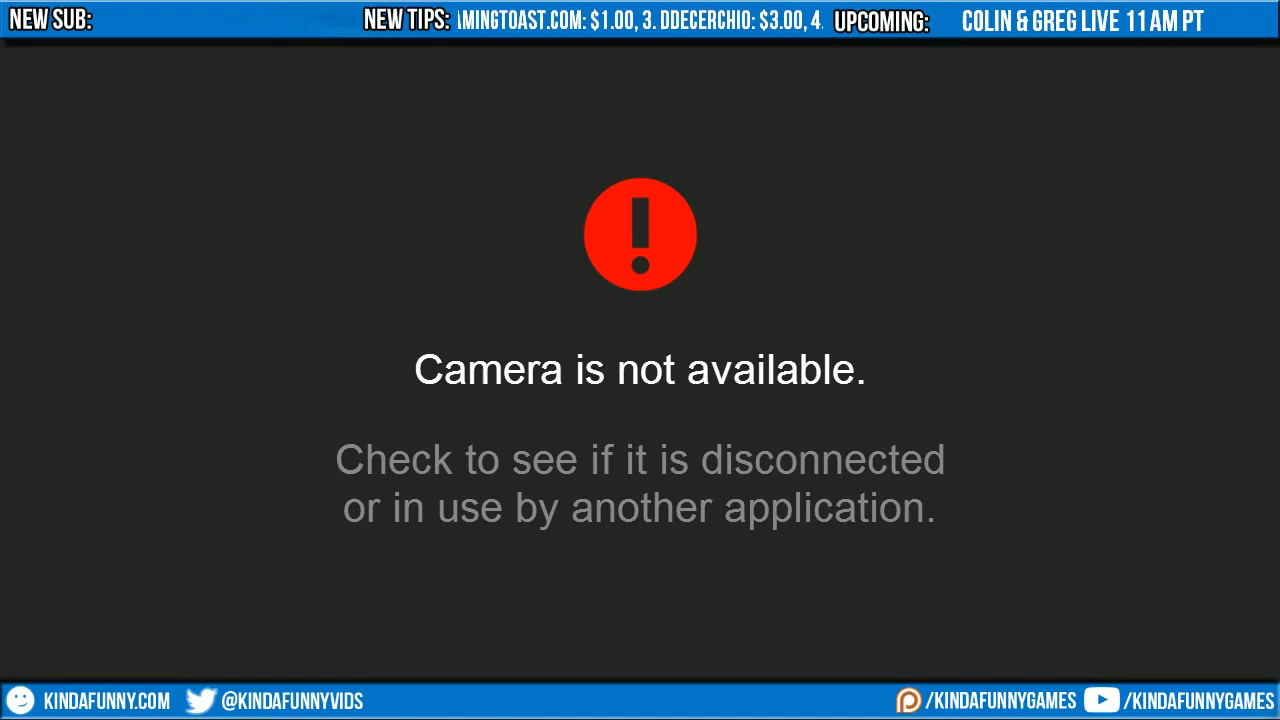 NEW SUB: NEW TIPS: MINGTOAST.COM: $1.00, 3. DDECERCHIO: $3.00, 4. UPCOMING: COLIN & GREG LIVE 11 AM PT
Camera is not available.
Check to see if it is disconnected
or in use by another application.
KINDAFUNNY.COM @KINDAFUNNYVIDS /KINDAFUNNYGAMES /KINDAFUNNYGAMES